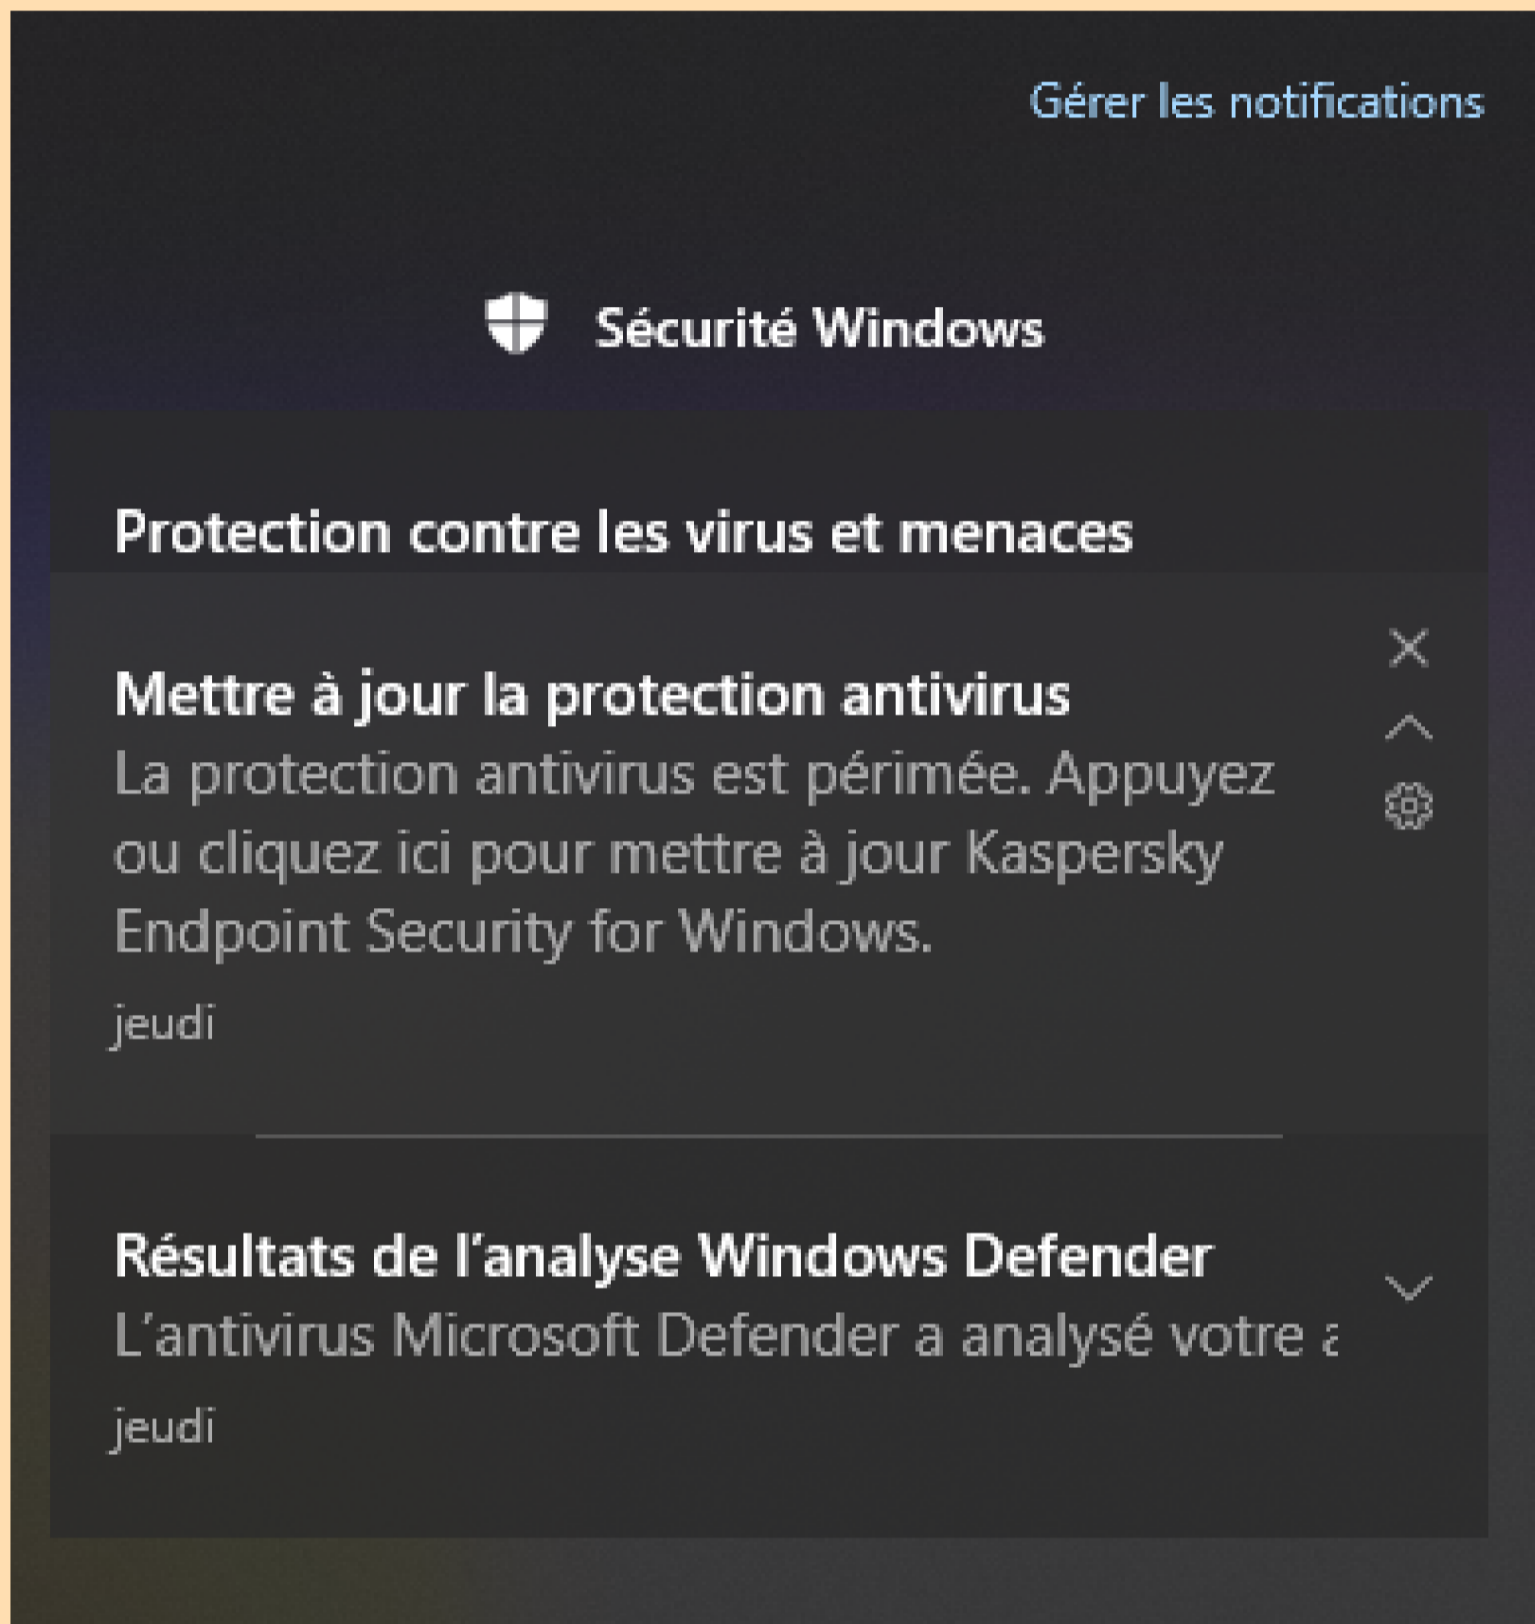 Gérer les notifications
Sécurité Windows
Protection contre les virus et menaces
Mettre à jour la protection antivirus
La protection antivirus est périmée. Appuyez
ou cliquez ici pour mettre à jour Kaspersky
Endpoint Security for Windows.
jeudi
Résultats de l’analyse Windows Defender
L’antivirus Microsoft Defender a analysé votre
jeudi